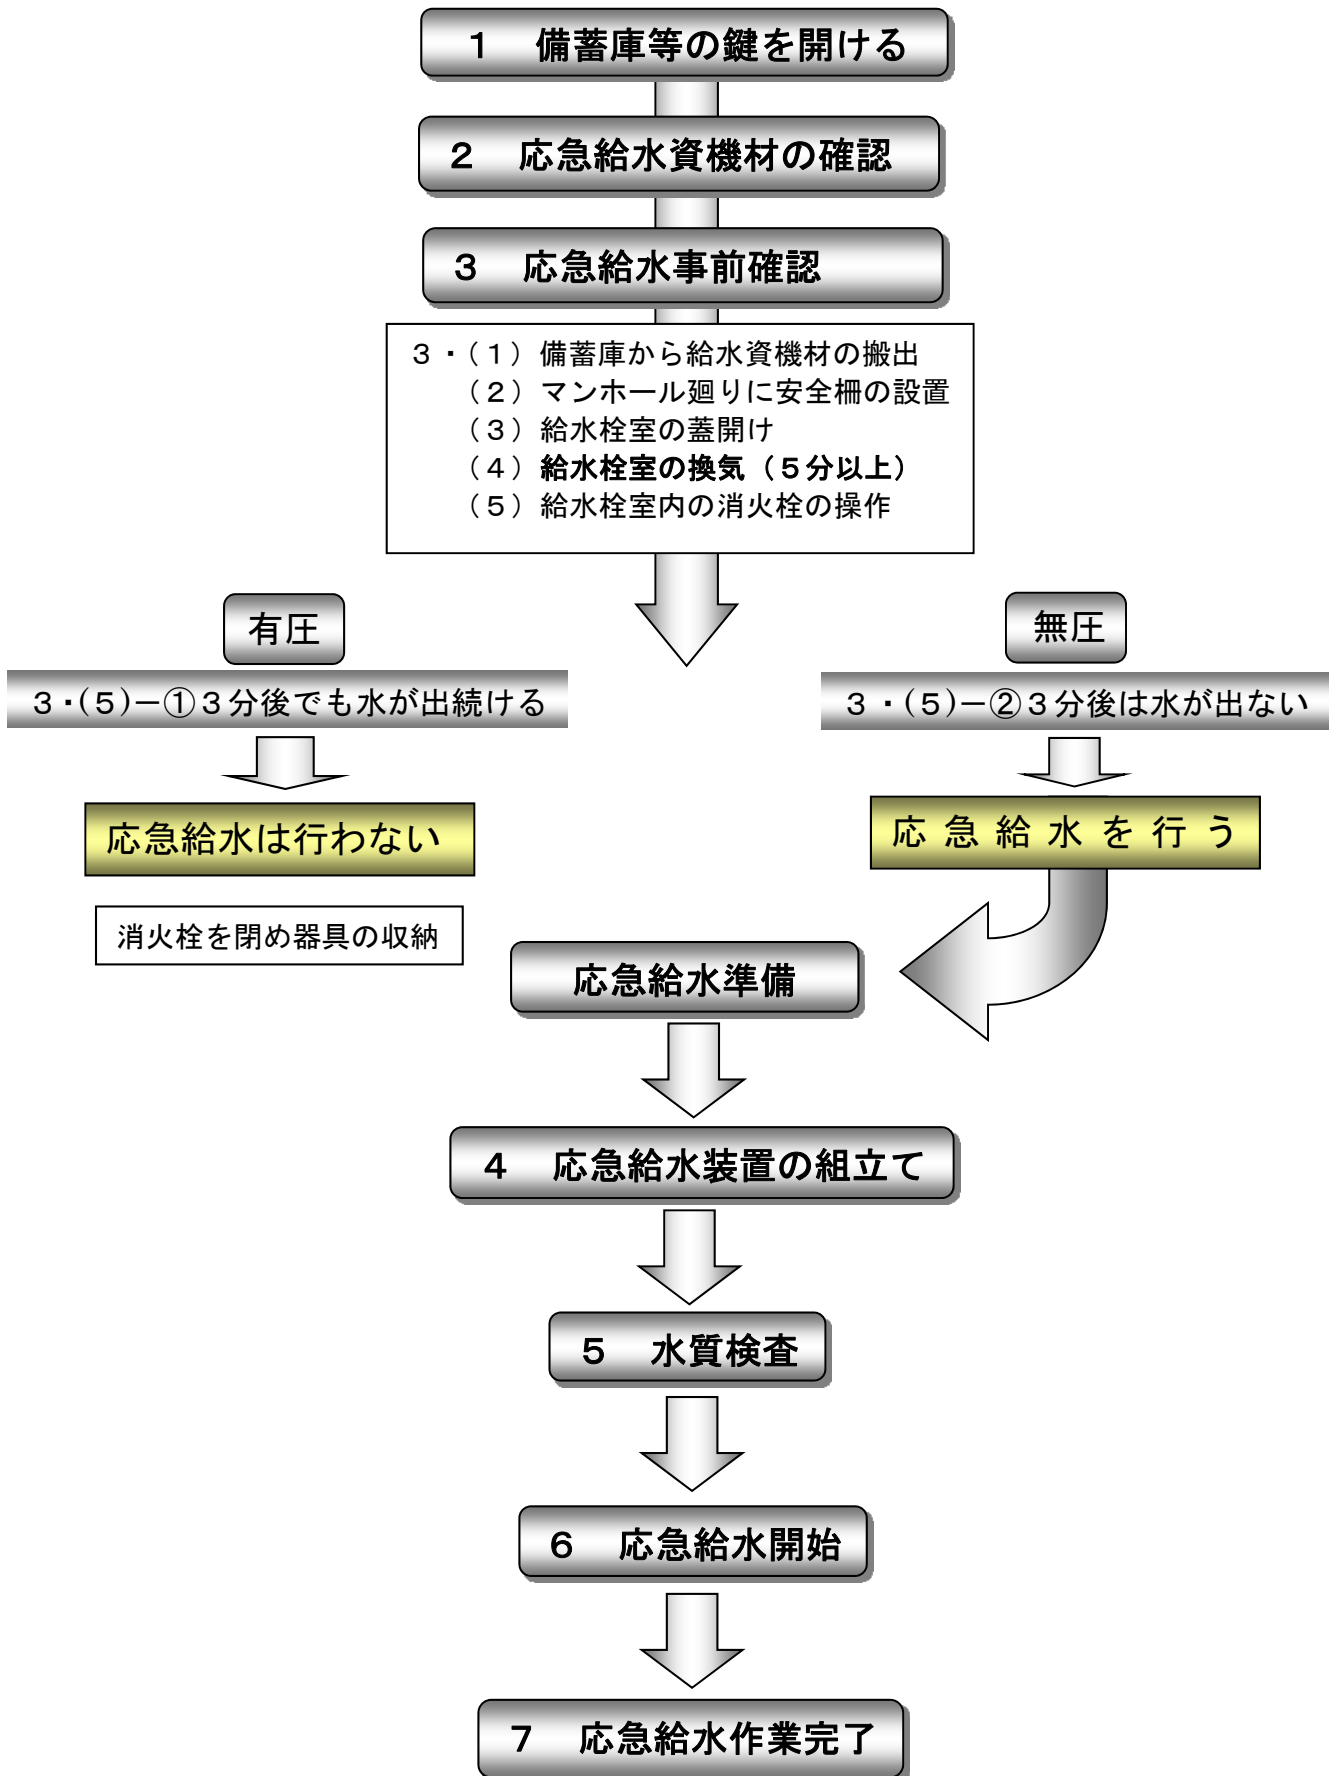 １　備蓄庫等の鍵を開ける
２　応急給水資機材の確認
３　応急給水事前確認
３・（１）備蓄庫から給水資機材の搬出
（２）マンホール廻りに安全柵の設置
（３）給水栓室の蓋開け
（４）給水栓室の換気（５分以上）
（５）給水栓室内の消火栓の操作
有圧
３・(５)－①３分後でも水が出続ける
応急給水は行わない
消火栓を閉め器具の収納
無圧
３・(５)－②３分後は水が出ない
応急給水を行う
応急給水準備
４　応急給水装置の組立て
５　水質検査
６　応急給水開始
７　応急給水作業完了